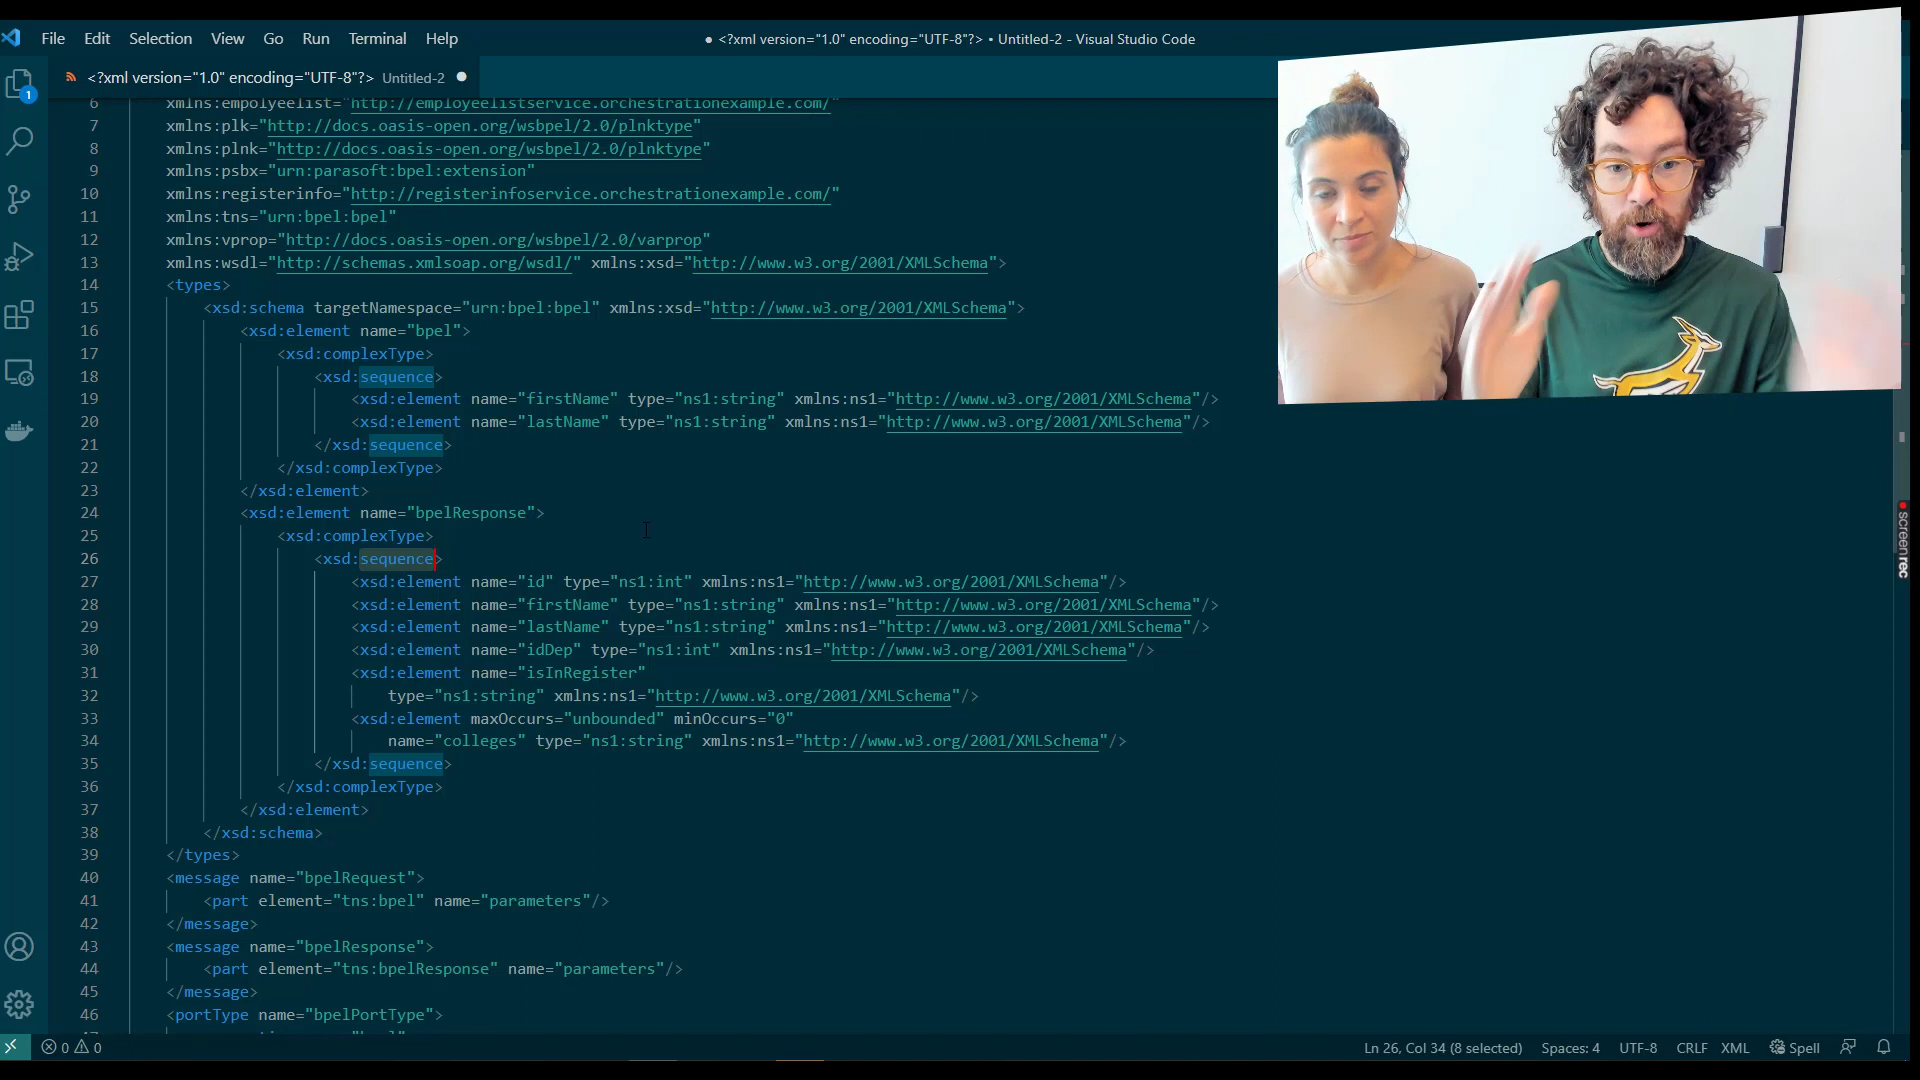 File Edit Selection View Go Run Terminal Help
● <?xml version="1.0" encoding="UTF-8"?> • Untitled-2 - Visual Studio Code
<?xml version="1.0" encoding="UTF-8"?> Untitled-2 ●
1
6 xmlns:empolyeelist="http://employeelistservice.orchestrationexample.com/"
7 xmlns:plk="http://docs.oasis-open.org/wsbpel/2.0/plnktype"
8 xmlns:plnk="http://docs.oasis-open.org/wsbpel/2.0/plnktype"
9 xmlns:psbx="urn:parasoft:bpel:extension"
10 xmlns:registerinfo="http://registerinfoservice.orchestrationexample.com/"
11 xmlns:tns="urn:bpel:bpel"
12 xmlns:vprop="http://docs.oasis-open.org/wsbpel/2.0/varprop"
13 xmlns:wsdl="http://schemas.xmlsoap.org/wsdl/" xmlns:xsd="http://www.w3.org/2001/XMLSchema">
14 <types>
15 <xsd:schema targetNamespace="urn:bpel:bpel" xmlns:xsd="http://www.w3.org/2001/XMLSchema">
16 <xsd:element name="bpel">
17 <xsd:complexType>
18 <xsd:sequence>
19 <xsd:element name="firstName" type="ns1:string" xmlns:ns1="http://www.w3.org/2001/XMLSchema"/>
20 <xsd:element name="lastName" type="ns1:string" xmlns:ns1="http://www.w3.org/2001/XMLSchema"/>
21 </xsd:sequence>
22 </xsd:complexType>
23 </xsd:element>
24 <xsd:element name="bpelResponse">
25 <xsd:complexType>
26 <xsd:sequence>
27 <xsd:element name="id" type="ns1:int" xmlns:ns1="http://www.w3.org/2001/XMLSchema"/>
28 <xsd:element name="firstName" type="ns1:string" xmlns:ns1="http://www.w3.org/2001/XMLSchema"/>
29 <xsd:element name="lastName" type="ns1:string" xmlns:ns1="http://www.w3.org/2001/XMLSchema"/>
30 <xsd:element name="idDep" type="ns1:int" xmlns:ns1="http://www.w3.org/2001/XMLSchema"/>
31 <xsd:element name="isInRegister"
32 type="ns1:string" xmlns:ns1="http://www.w3.org/2001/XMLSchema"/>
33 <xsd:element maxOccurs="unbounded" minOccurs="0"
34 name="colleges" type="ns1:string" xmlns:ns1="http://www.w3.org/2001/XMLSchema"/>
35 </xsd:sequence>
36 </xsd:complexType>
37 </xsd:element>
38 </xsd:schema>
39 </types>
40 <message name="bpelRequest">
41 <part element="tns:bpel" name="parameters"/>
42 </message>
43 <message name="bpelResponse">
44 <part element="tns:bpelResponse" name="parameters"/>
45 </message>
46 <portType name="bpelPortType">
screenrec
0 0
Ln 26, Col 34 (8 selected) Spaces: 4 UTF-8 CRLF XML Spell